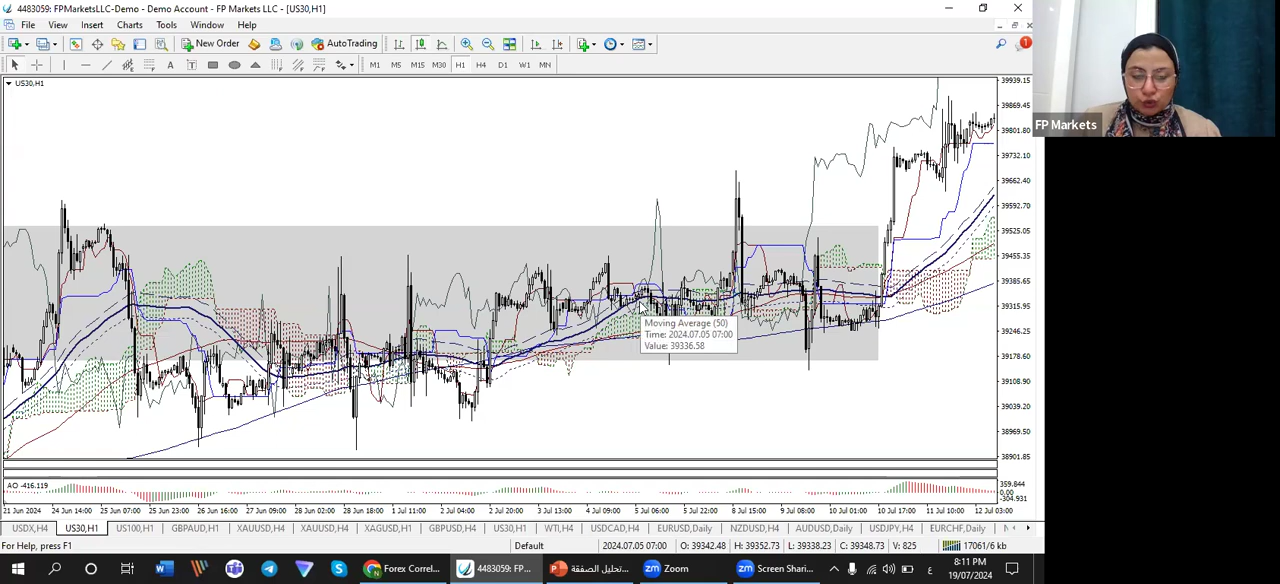 4483059: FPMarketsLLC-Demo - Demo Account - FP Markets LLC - [US30,H1]
File View Insert Charts Tools Window Help
New Order AutoTrading 1
A T M1 M5 M15 M30 H1 H4 D1 W1 MN
US30,H1
39939.15
39869.45
39801.80
39732.10
39662.40
39592.70
39525.05
39455.35
39385.65
39315.95
39246.25
39178.60
39108.90
39039.20
38969.50
38901.85
Moving Average (50)
Time: 2024.07.05 07:00
Value: 39336.58
FP Markets
AO -416.119
359.844
0.00
-304.931
21 Jun 2024 24 Jun 14:00 25 Jun 07:00 25 Jun 23:00 26 Jun 16:00 27 Jun 09:00 28 Jun 02:00 28 Jun 18:00 1 Jul 11:00 2 Jul 04:00 2 Jul 20:00 3 Jul 13:00 4 Jul 09:00 5 Jul 06:00 5 Jul 22:00 8 Jul 15:00 9 Jul 08:00 10 Jul 01:00 10 Jul 17:00 11 Jul 10:00 12 Jul 03:00
USDX,H4 US30,H1 US100,H1 GBPAUD,H1 XAUUSD,H4 XAUUSD,H4 XAGUSD,H1 GBPUSD,H4 US30,H1 WTI,H4 USDCAD,H4 EURUSD,Daily NZDUSD,H4 AUDUSD,Daily USDJPY,H4 EURCHF,Daily N
For Help, press F1 Default 2024.07.05 07:00 O: 39342.48 H: 39352.73 L: 39338.23 C: 39348.73 V: 825 17061/6 kb
Forex Correl... 4483059: FP... تحليل الصفقة... Zoom Screen Shari... ع 8:11 PM
19/07/2024